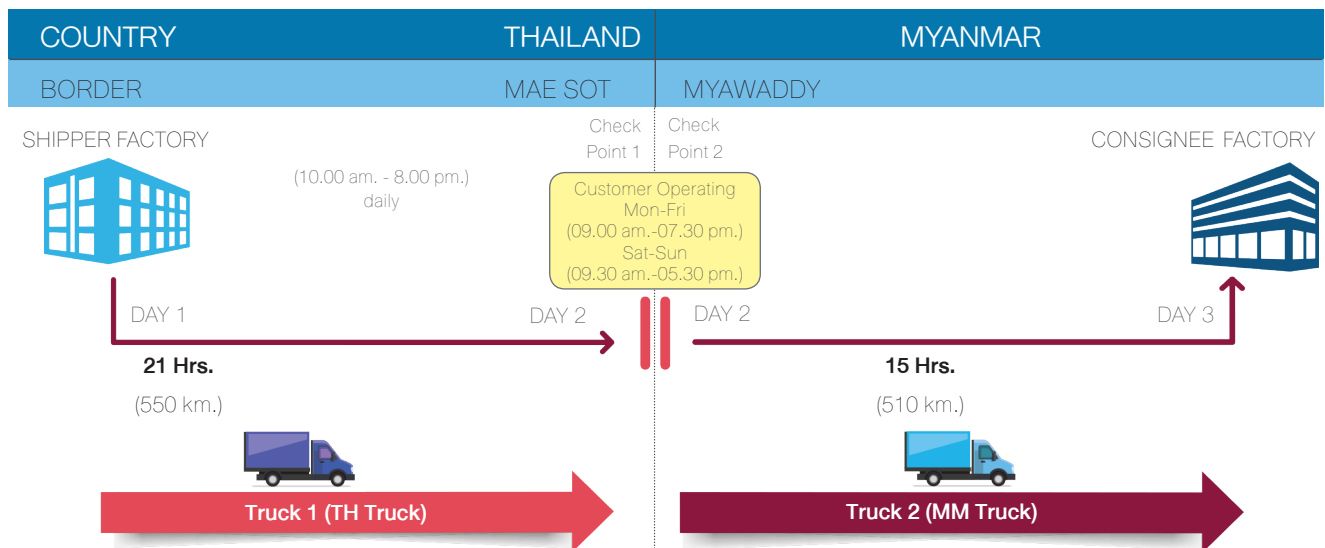 COUNTRY THAILAND MYANMAR
BORDER MAE SOT MYAWADDY
SHIPPER FACTORY
(10.00 am. - 8.00 pm.)
daily
Check
Point 1
Check
Point 2
CONSIGNEE FACTORY
Customer Operating
Mon-Fri
(09.00 am.-07.30 pm.)
Sat-Sun
(09.30 am.-05.30 pm.)
DAY 1 DAY 2 DAY 2 DAY 3
21 Hrs. 15 Hrs.
(550 km.) (510 km.)
Truck 1 (TH Truck) Truck 2 (MM Truck)